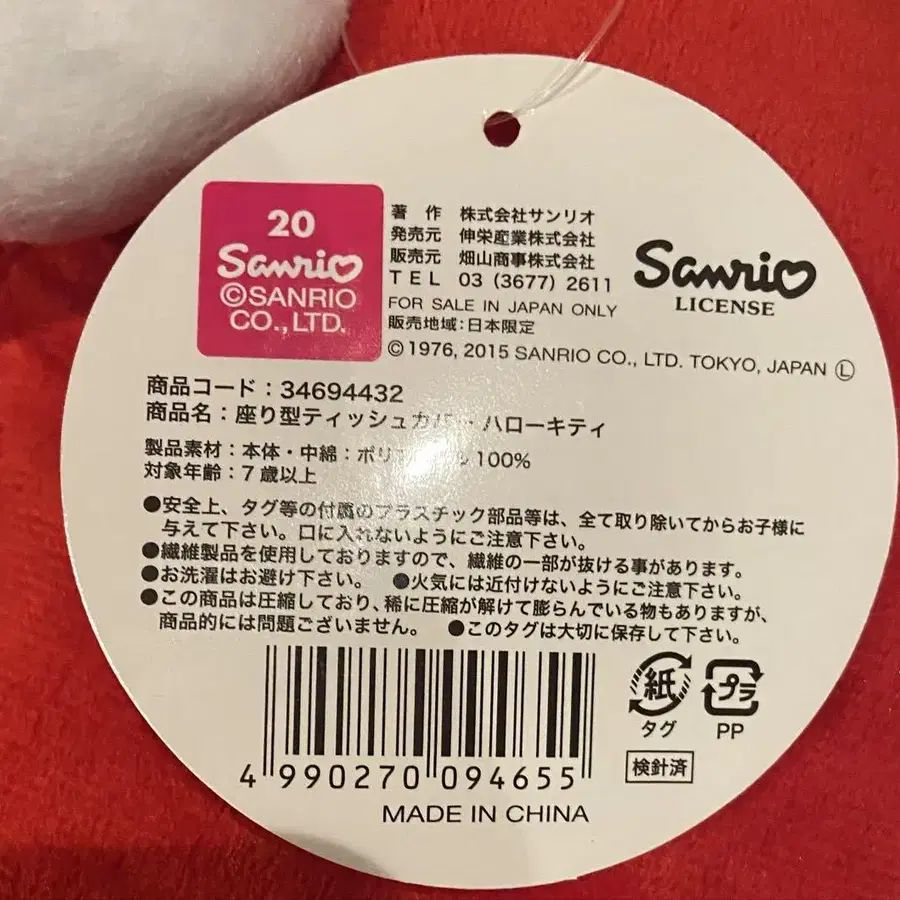 20
Sanrio
©SANRIO
CO.,LTD.
著 作 株式会社サンリオ
発売元 伸栄産業株式会社
販売元 畑山商事株式会社
TEL 03 (3677) 2611
FOR SALE IN JAPAN ONLY
販売地域:日本限定
©1976, 2015 SANRIO CO., LTD. TOKYO, JAPAN Ⓛ
Sanrio
LICENSE
商品コード:34694432
商品名:座り型ティッシュカバー ハローキティ
製品素材:本体・中綿:ポリエステル100%
対象年齢:7歳以上
●安全上、タグ等の付属のプラスチック部品等は、全て取り除いてからお子様に
与えて下さい。口に入れないようにご注意下さい。
●繊維製品を使用しておりますので、繊維の一部が抜ける事があります。
●お洗濯はお避け下さい。 ●火気には近付けないようにご注意下さい。
●この商品は圧縮しており、稀に圧縮が解けて膨らんでいる物もありますが、
商品的には問題ございません。 ●このタグは大切に保存して下さい。
紙
タグ
プラ
PP
検針済
4 990270 094655
MADE IN CHINA